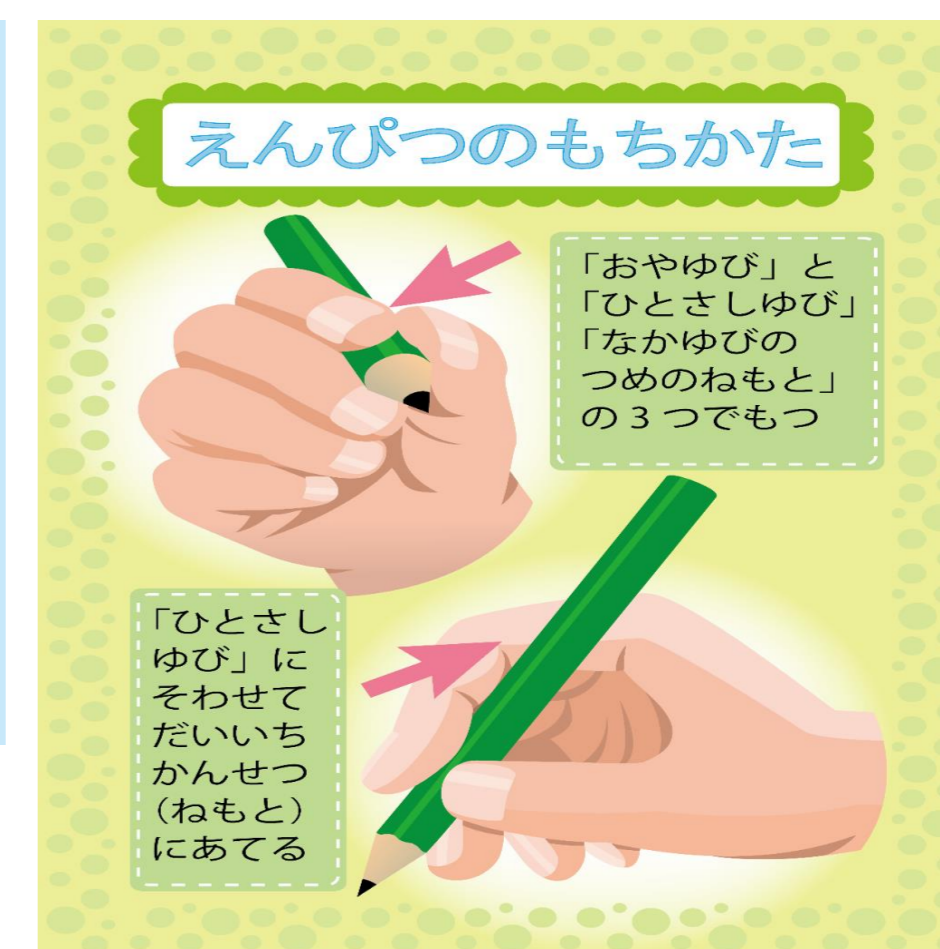 えんぴつのもちかた
「おやゆび」と
「ひとさしゆび」
「なかゆびの
つめのねもと」
の3つでもつ
「ひとさし
ゆび」に
そわせて
だいいち
かんせつ
(ねもと)
にあてる